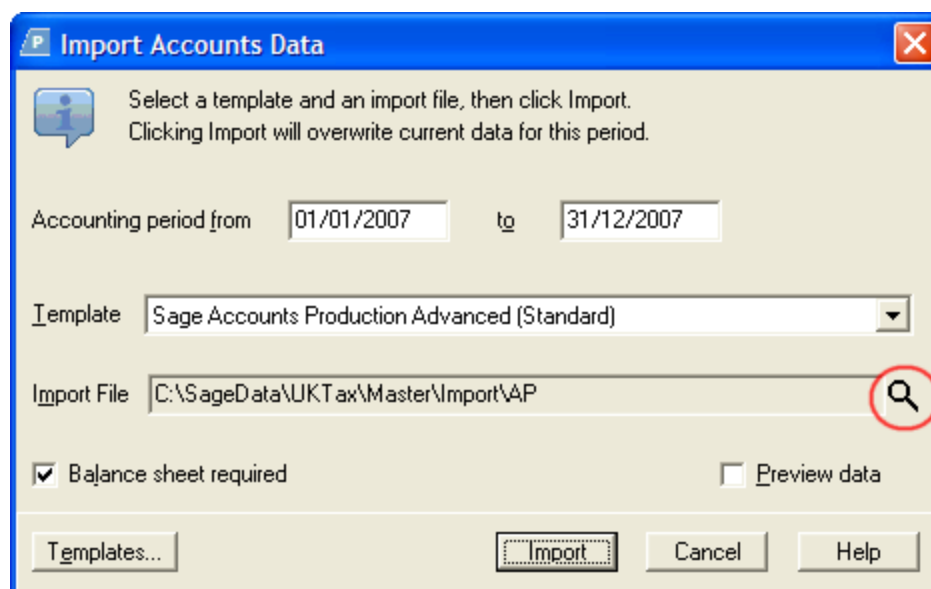 Import Accounts Data
Select a template and an import file, then click Import.
Clicking Import will overwrite current data for this period.
Accounting period from 01/01/2007 to 31/12/2007
Template Sage Accounts Production Advanced (Standard)
Import File C:\SageData\UKTax\Master\Import\AP
Balance sheet required Preview data
Templates... Import Cancel Help